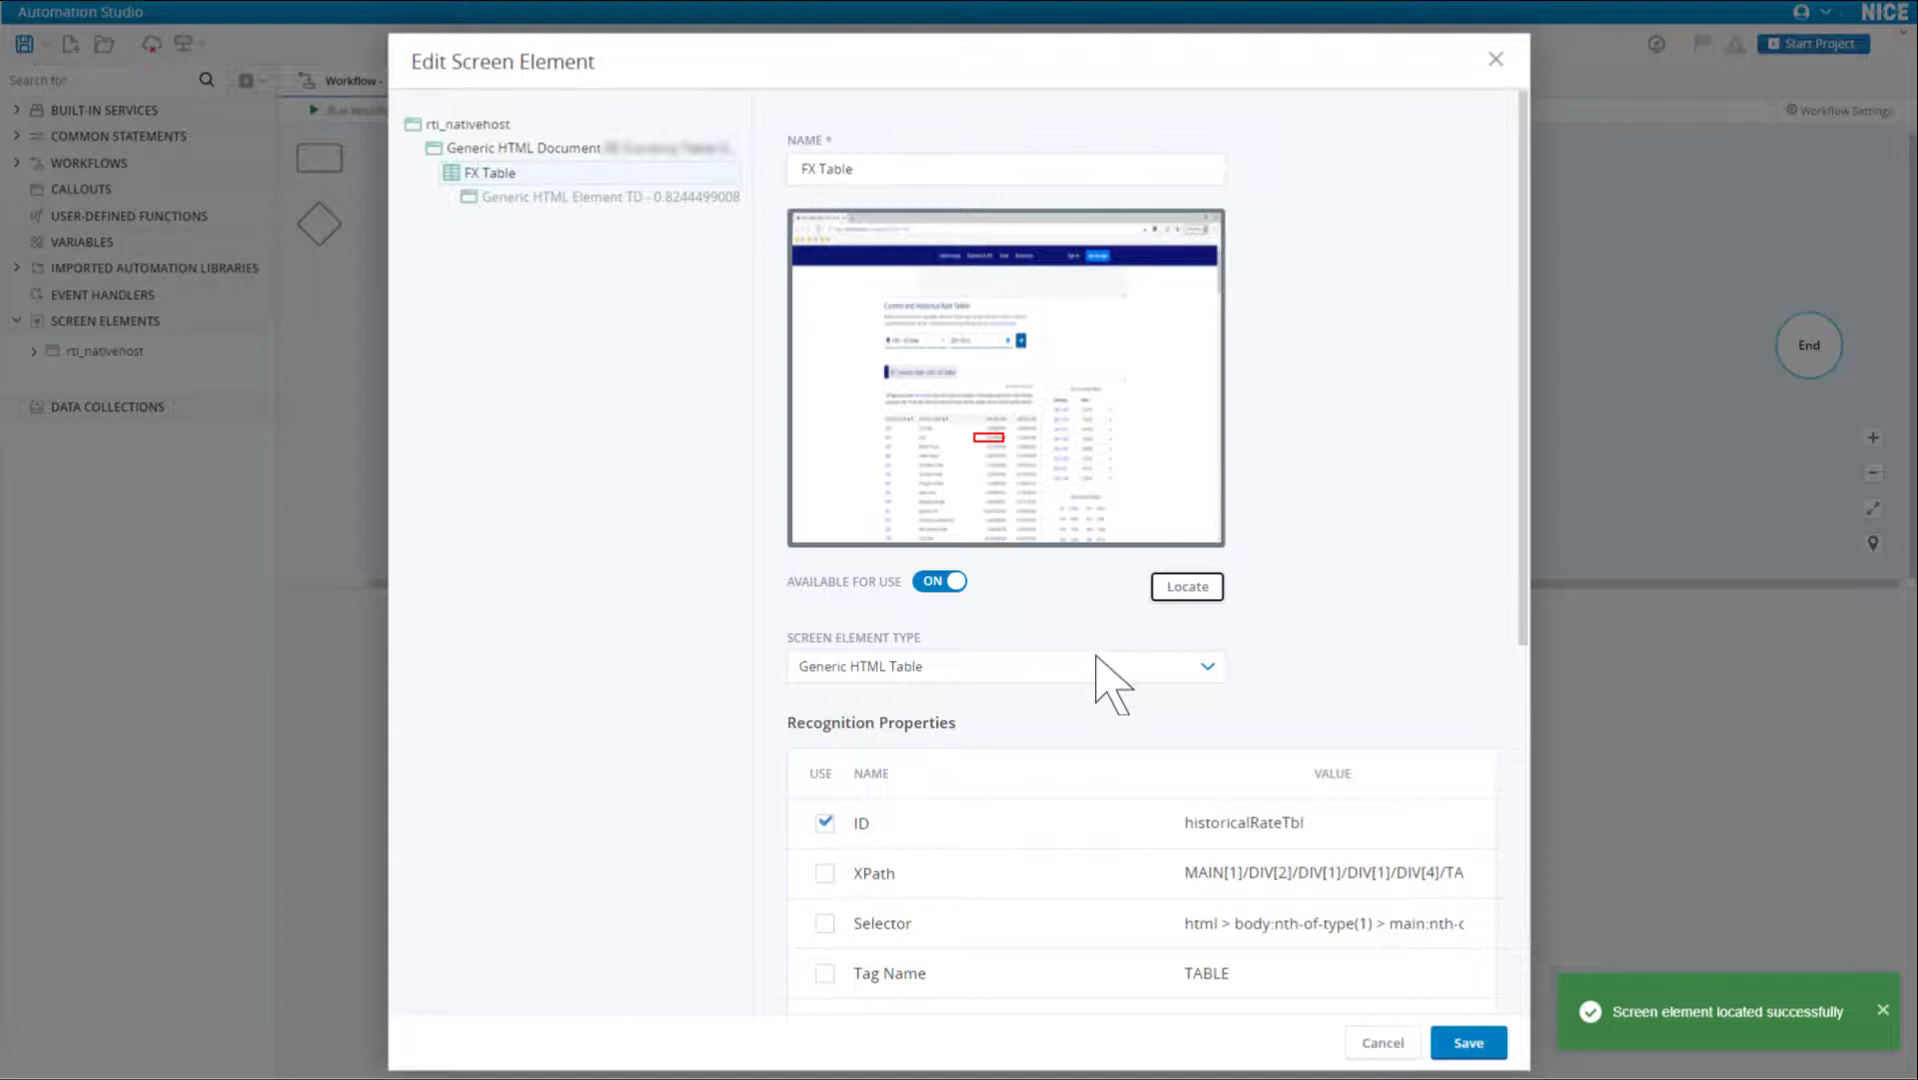 Automation Studio
NICE
Start Project
Search for
Workflow -
Workflow Settings
BUILT-IN SERVICES
COMMON STATEMENTS
WORKFLOWS
CALLOUTS
USER-DEFINED FUNCTIONS
VARIABLES
IMPORTED AUTOMATION LIBRARIES
EVENT HANDLERS
SCREEN ELEMENTS
rti_nativehost
DATA COLLECTIONS
End
Edit Screen Element
rti_nativehost
Generic HTML Document
FX Table
Generic HTML Element TD - 0.8244499008
NAME *
FX Table
AVAILABLE FOR USE
ON
Locate
SCREEN ELEMENT TYPE
Generic HTML Table
Recognition Properties
USE NAME VALUE
ID historicalRateTbl
XPath MAIN[1]/DIV[2]/DIV[1]/DIV[1]/DIV[4]/TA
Selector html > body:nth-of-type(1) > main:nth-c
Tag Name TABLE
Cancel
Save
Screen element located successfully